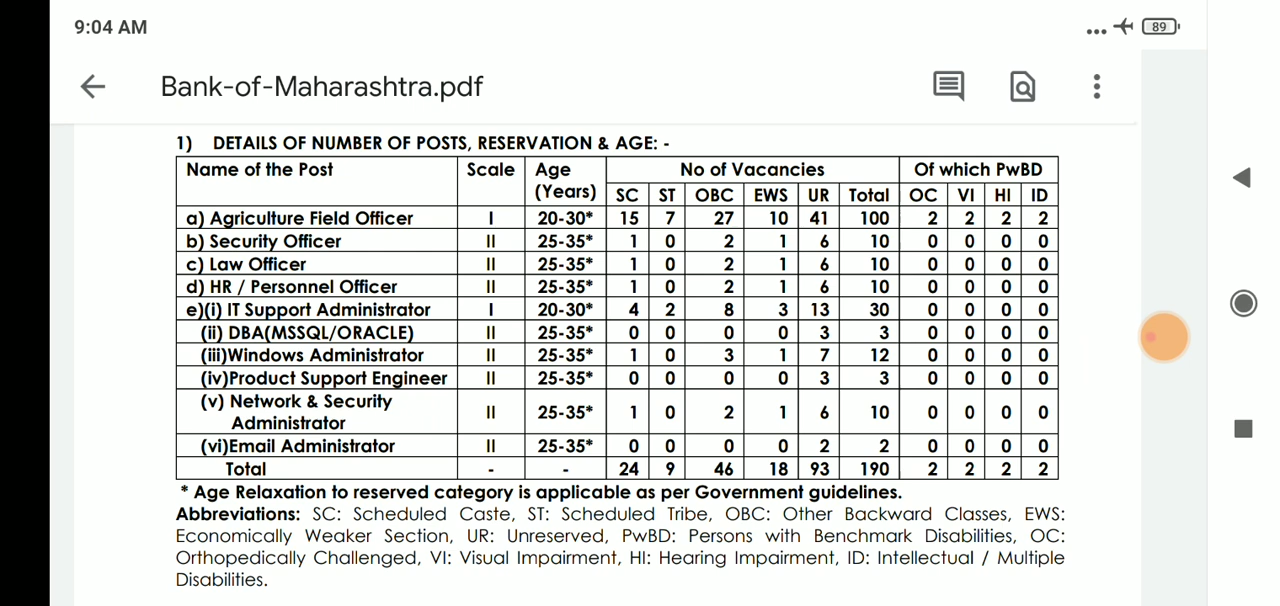 9:04 AM
89
Bank-of-Maharashtra.pdf
1) DETAILS OF NUMBER OF POSTS, RESERVATION & AGE: -
Name of the Post Scale Age (Years) No of Vacancies Of which PwBD
SC ST OBC EWS UR Total OC VI HI ID
a) Agriculture Field Officer I 20-30* 15 7 27 10 41 100 2 2 2 2
b) Security Officer II 25-35* 1 0 2 1 6 10 0 0 0 0
c) Law Officer II 25-35* 1 0 2 1 6 10 0 0 0 0
d) HR / Personnel Officer II 25-35* 1 0 2 1 6 10 0 0 0 0
e)(i) IT Support Administrator I 20-30* 4 2 8 3 13 30 0 0 0 0
(ii) DBA(MSSQL/ORACLE) II 25-35* 0 0 0 0 3 3 0 0 0 0
(iii)Windows Administrator II 25-35* 1 0 3 1 7 12 0 0 0 0
(iv)Product Support Engineer II 25-35* 0 0 0 0 3 3 0 0 0 0
(v) Network & Security
Administrator II 25-35* 1 0 2 1 6 10 0 0 0 0
(vi)Email Administrator II 25-35* 0 0 0 0 2 2 0 0 0 0
Total - - 24 9 46 18 93 190 2 2 2 2
* Age Relaxation to reserved category is applicable as per Government guidelines.
Abbreviations: SC: Scheduled Caste, ST: Scheduled Tribe, OBC: Other Backward Classes, EWS:
Economically Weaker Section, UR: Unreserved, PwBD: Persons with Benchmark Disabilities, OC:
Orthopedically Challenged, VI: Visual Impairment, HI: Hearing Impairment, ID: Intellectual / Multiple
Disabilities.